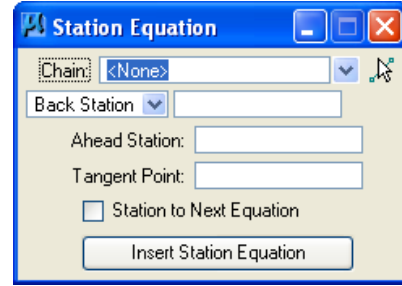 Station Equation
Chain: <None>
Back Station
Ahead Station:
Tangent Point:
Station to Next Equation
Insert Station Equation